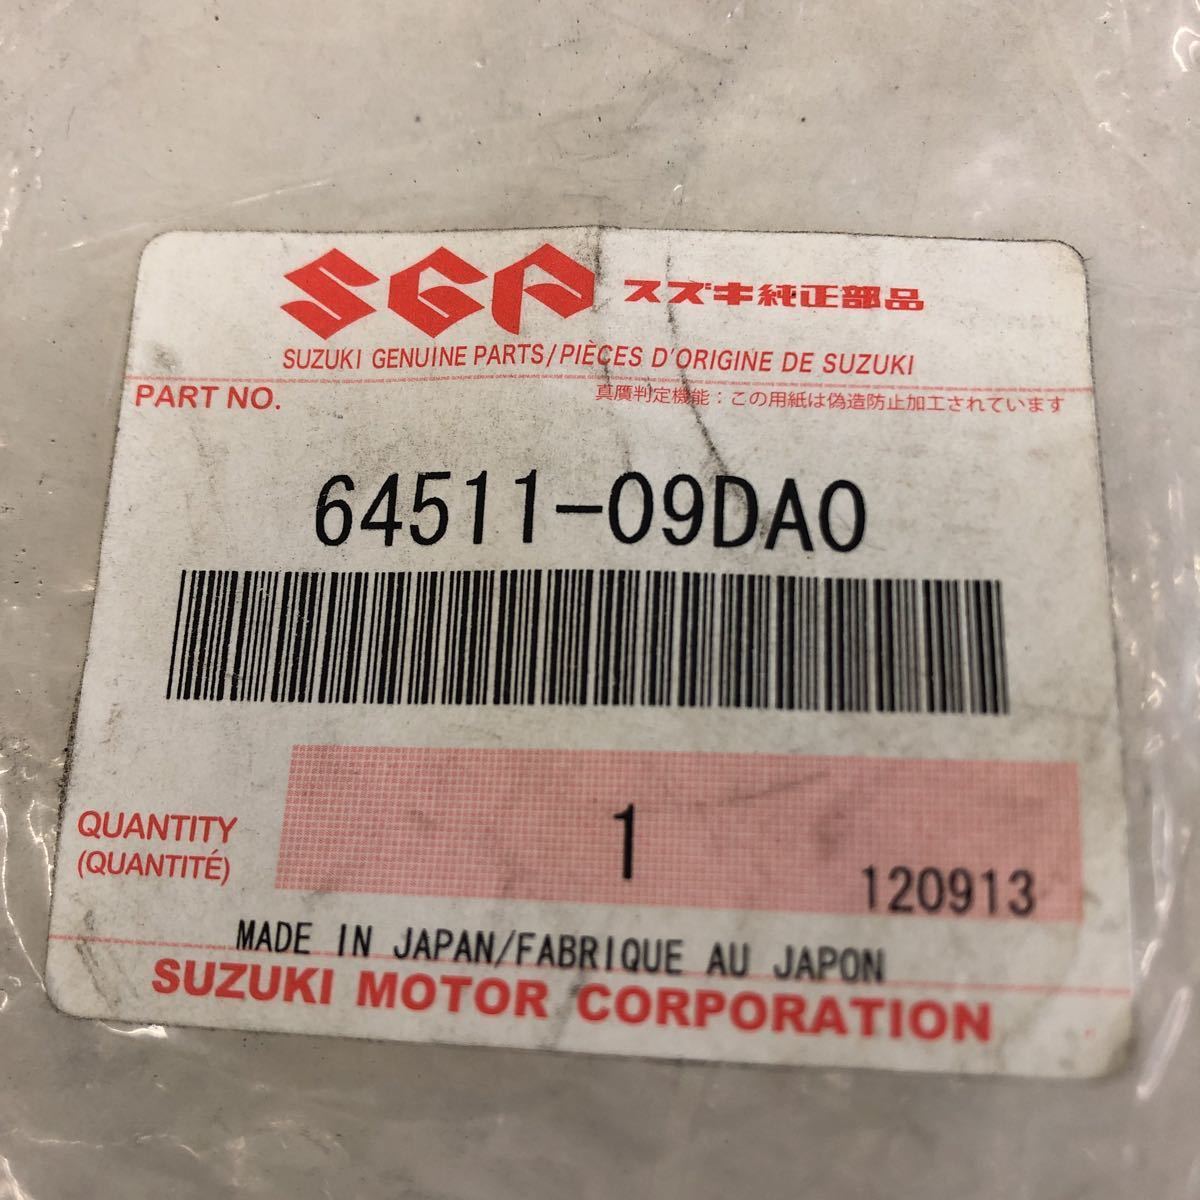 SGP スズキ純正部品
SUZUKI GENUINE PARTS/PIÈCES D'ORIGINE DE SUZUKI
PART NO.
真贋判定機能：この用紙は偽造防止加工されています
64511-09DA0
QUANTITY
(QUANTITÉ)
1
120913
MADE IN JAPAN/FABRIQUE AU JAPON
SUZUKI MOTOR CORPORATION